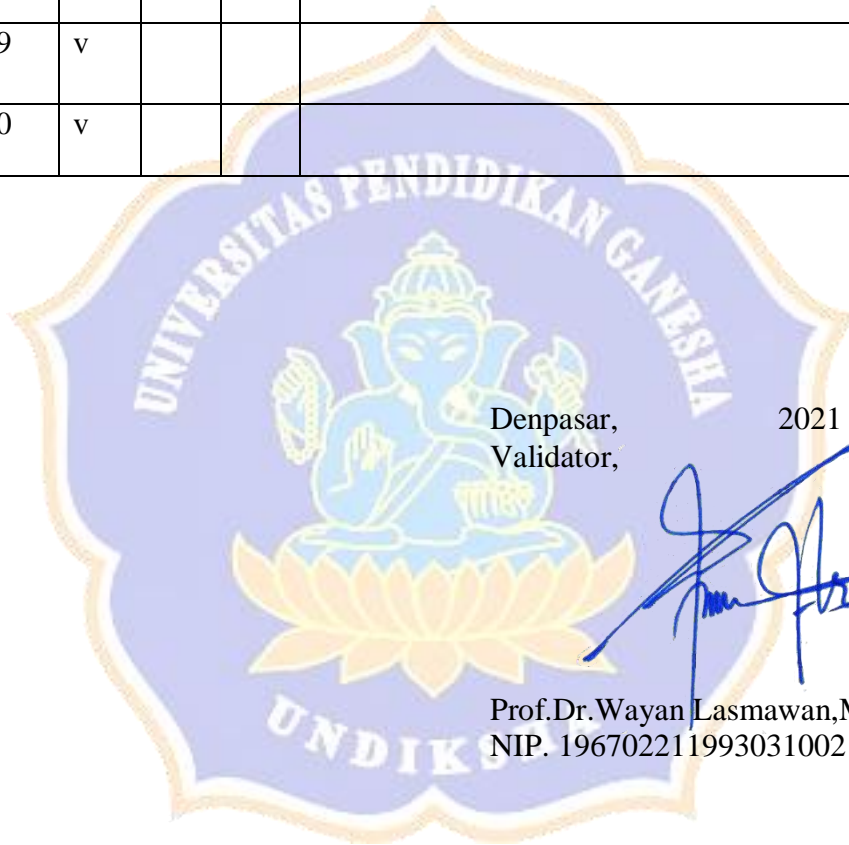 9 v
0 v
UNIVERSITAS PENDIDIKAN GANESHA
Denpasar, 2021
Validator,
Prof.Dr.Wayan Lasmawan,M
NIP. 196702211993031002
UNDIKSHA